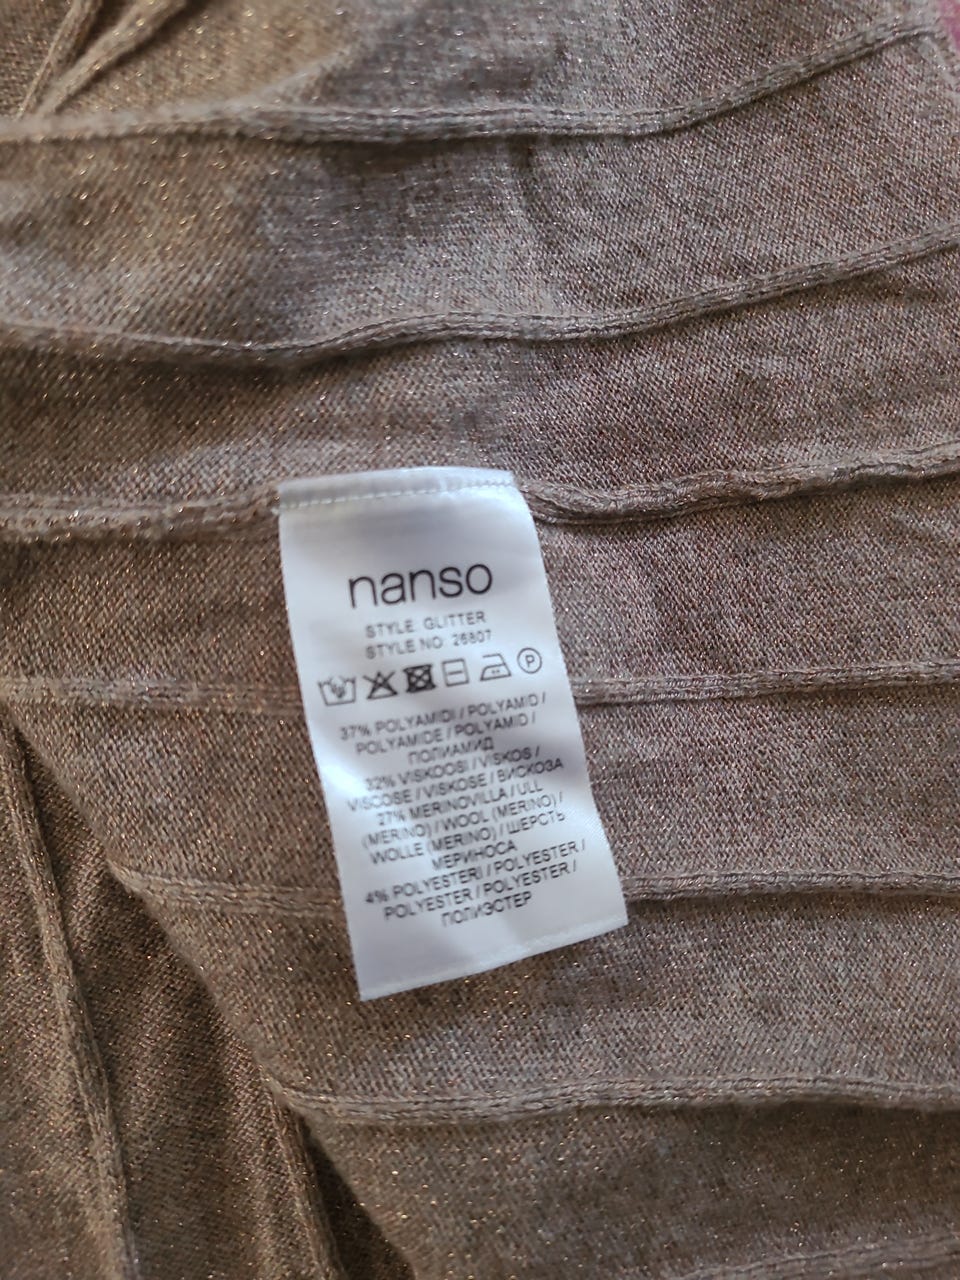 nanso
STYLE GLITTER
STYLE NO 26807
P
37% POLYAMIDI / POLYAMID /
POLYAMIDE / POLYAMID /
ПОЛИАМИД
32% VISKOOSI / VISKOS /
VISCOSE / VISKOSE / ВИСКОЗА
27% MERINOVILLA / ULL
(MERINO) / WOOL (MERINO) /
WOLLE (MERINO) / ШЕРСТЬ
МЕРИНОСА
4% POLYESTERI / POLYESTER /
POLYESTER / POLYESTER /
ПОЛИЭСТЕР